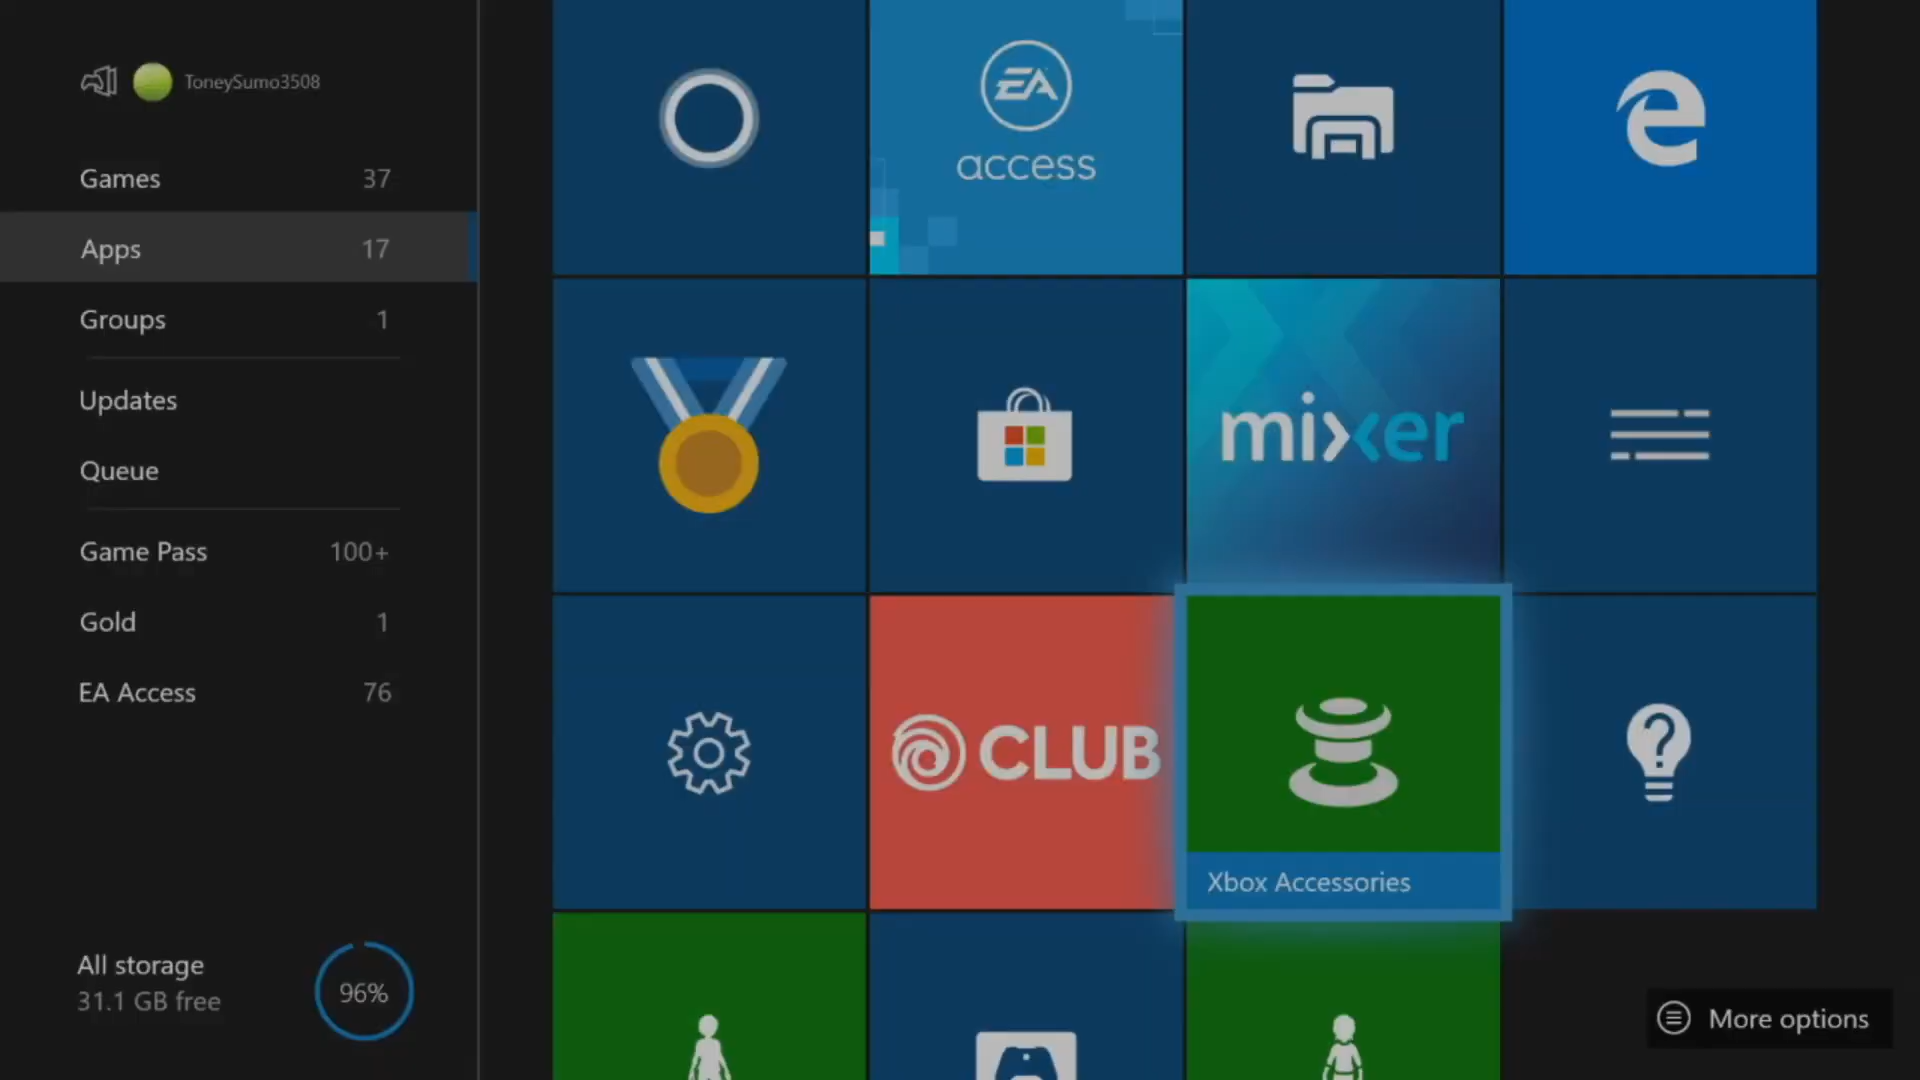 ToneySumo3508
Games 37
Apps 17
Groups 1
Updates
Queue
Game Pass 100+
Gold 1
EA Access 76
All storage
31.1 GB free
96%
EA
access
e
mixer
CLUB
?
Xbox Accessories
More options